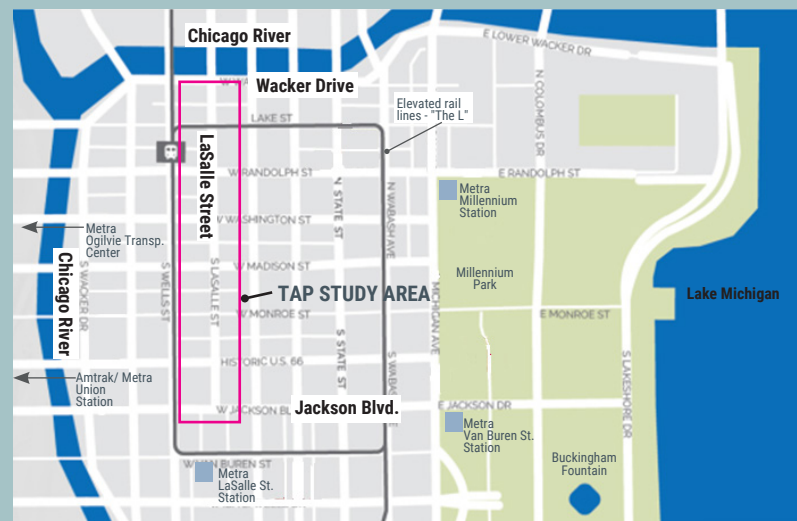 Chicago River
E LOWER WACKER DR
Wacker Drive
N COLUMBUS DR
Elevated rail
lines - "The L"
LAKE ST
LaSalle Street
W RANDOLPH ST
E RANDOLPH ST
N STATE ST
N WABASH AVE
Metra
Millennium
Station
W WASHINGTON ST
Metra
Ogilvie Transp.
Center
Chicago River
S WACKER DR
S WELLS ST
S LASALLE ST
W MADISON ST
Millennium
Park
TAP STUDY AREA
Lake Michigan
W MONROE ST
MICHIGAN AVE
E MONROE ST
S STATE ST
S LAKESHORE DR
HISTORIC U.S. 66
Amtrak/ Metra
Union
Station
W JACKSON BL
Jackson Blvd.
E JACKSON DR
Metra
Van Buren St.
Station
Buckingham
Fountain
Metra
LaSalle St.
Station